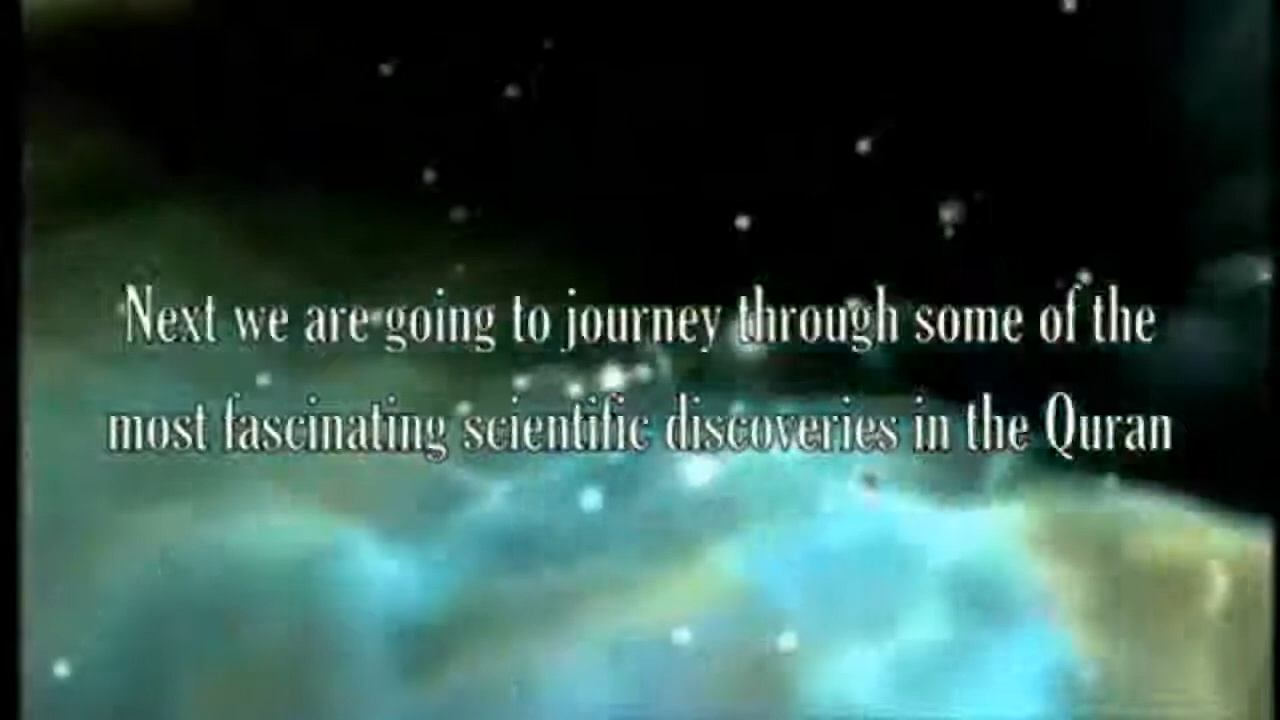 Next we are going to journey through some of the
most fascinating scientific discoveries in the Quran